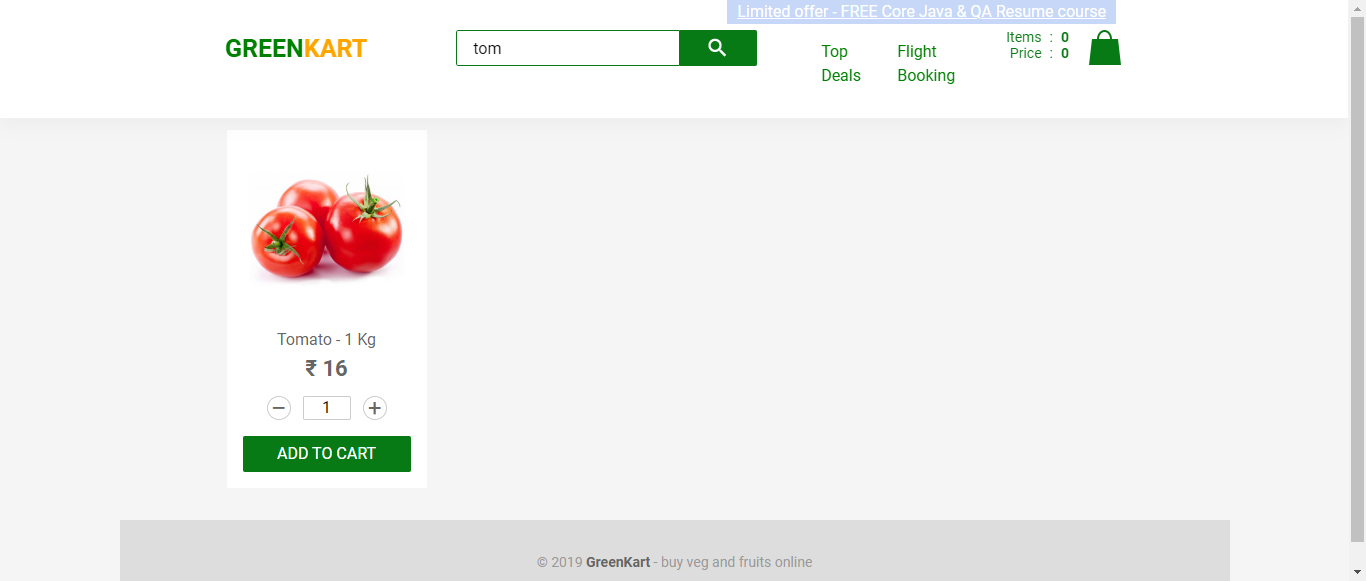 Limited offer - FREE Core Java & QA Resume course
GREENKART
tom
Top
Deals
Flight
Booking
Items : 0
Price : 0
Tomato - 1 Kg
₹ 16
1
ADD TO CART
© 2019 GreenKart - buy veg and fruits online